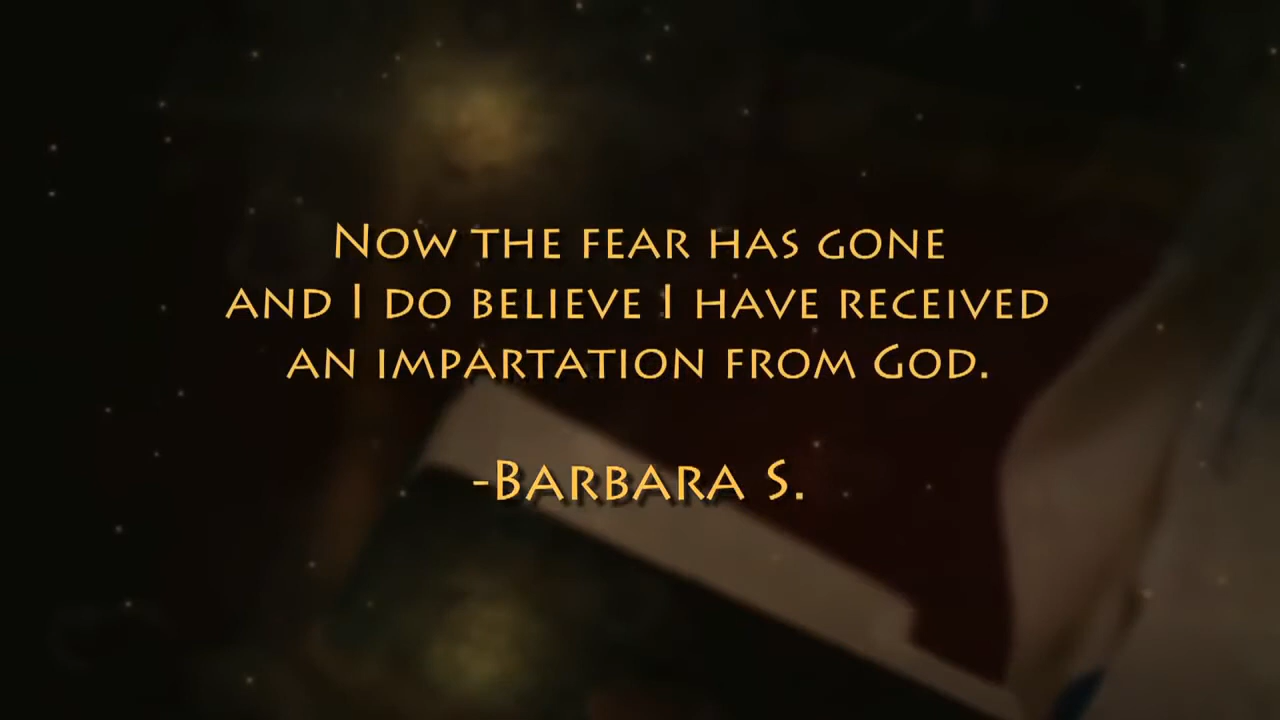 Now the fear has gone
and I do believe I have received
an impartation from God.
-Barbara S.